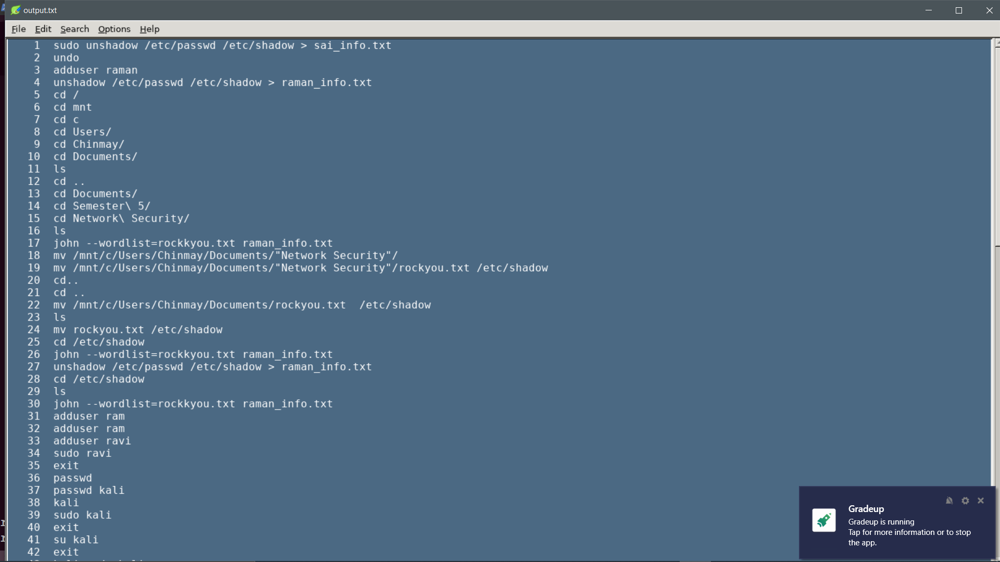 output.txt
File Edit Search Options Help
1 sudo unshadow /etc/passwd /etc/shadow > sai_info.txt
2 undo
3 adduser raman
4 unshadow /etc/passwd /etc/shadow > raman_info.txt
5 cd /
6 cd mnt
7 cd c
8 cd Users/
9 cd Chinmay/
10 cd Documents/
11 ls
12 cd ..
13 cd Documents/
14 cd Semester\ 5/
15 cd Network\ Security/
16 ls
17 john --wordlist=rockkyou.txt raman_info.txt
18 mv /mnt/c/Users/Chinmay/Documents/"Network Security"/
19 mv /mnt/c/Users/Chinmay/Documents/"Network Security"/rockyou.txt /etc/shadow
20 cd..
21 cd ..
22 mv /mnt/c/Users/Chinmay/Documents/rockyou.txt  /etc/shadow
23 ls
24 mv rockyou.txt /etc/shadow
25 cd /etc/shadow
26 john --wordlist=rockkyou.txt raman_info.txt
27 unshadow /etc/passwd /etc/shadow > raman_info.txt
28 cd /etc/shadow
29 ls
30 john --wordlist=rockkyou.txt raman_info.txt
31 adduser ram
32 adduser ram
33 adduser ravi
34 sudo ravi
35 exit
36 passwd
37 passwd kali
38 kali
39 sudo kali
40 exit
41 su kali
42 exit
Gradeup
Gradeup is running
Tap for more information or to stop
the app.